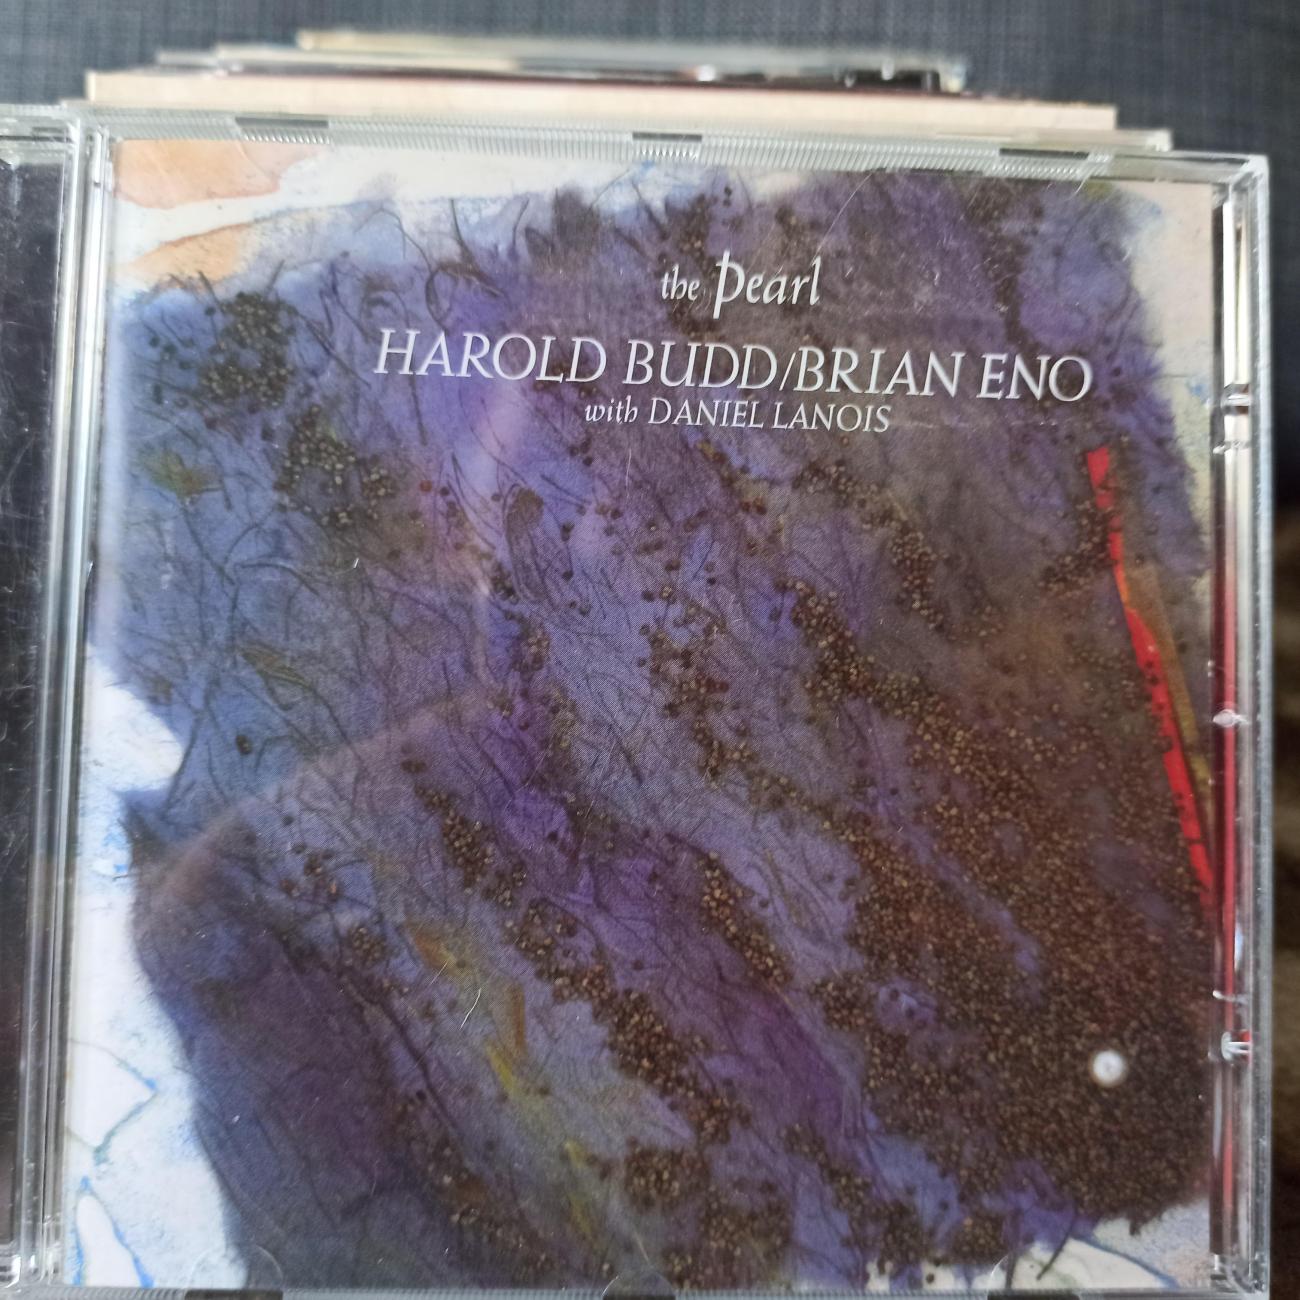 the pearl
HAROLD BUDD/BRIAN ENO
with DANIEL LANOIS